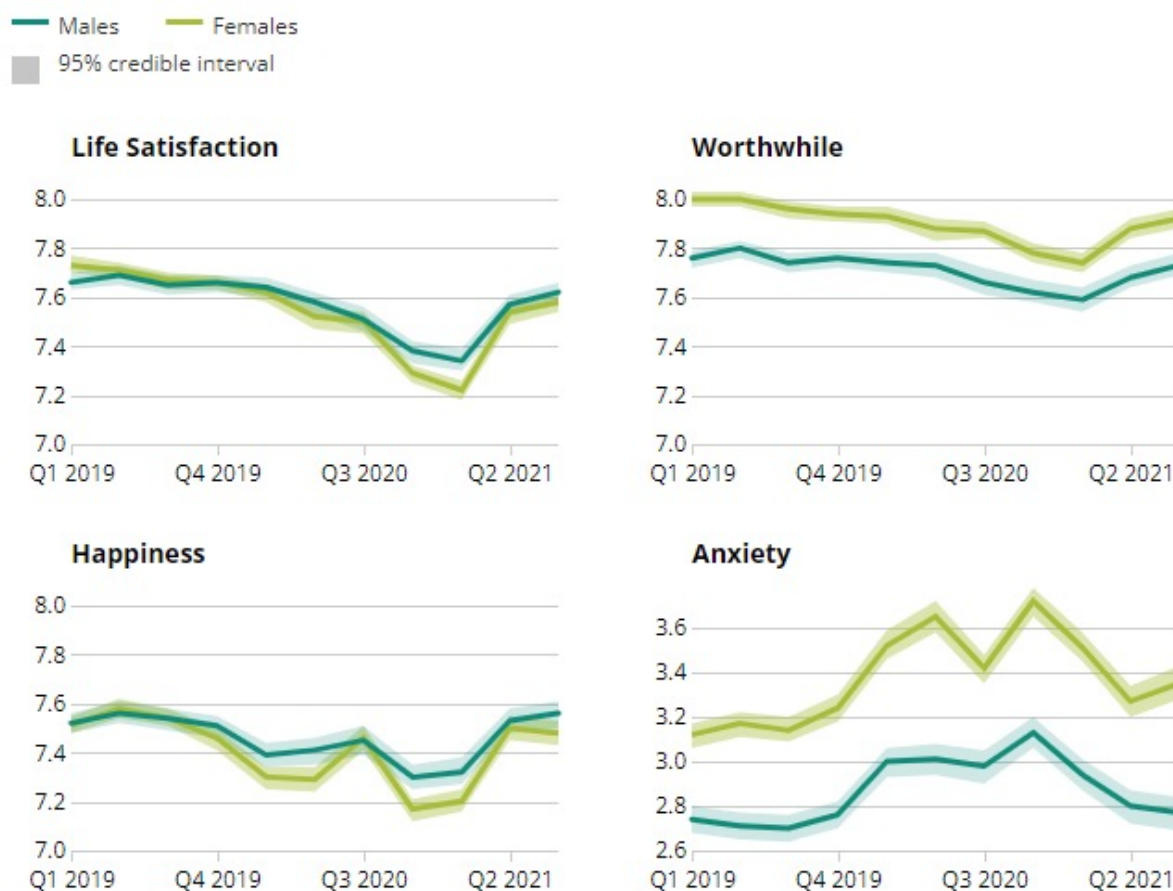 Males Females
95% credible interval
Life Satisfaction Worthwhile
8.0 8.0
7.8 7.8
7.6 7.6
7.4 7.4
7.2 7.2
7.0 7.0
Q1 2019 Q4 2019 Q3 2020 Q2 2021 Q1 2019 Q4 2019 Q3 2020 Q2 2021
Happiness Anxiety
8.0
7.8 3.6
7.6 3.4
7.4 3.2
3.0
7.2 2.8
7.0 2.6
Q1 2019 Q4 2019 Q3 2020 Q2 2021 Q1 2019 Q4 2019 Q3 2020 Q2 2021